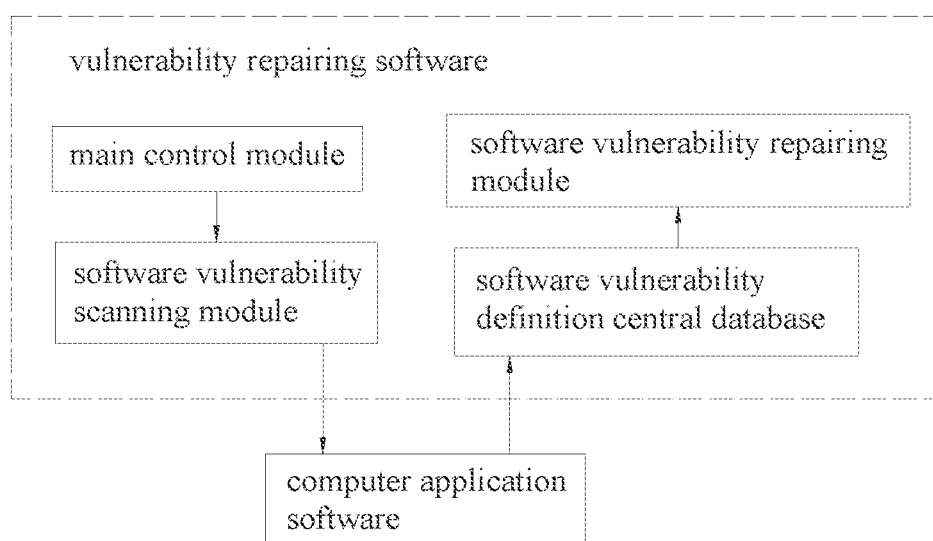 vulnerability repairing software
main control module
software vulnerability
scanning module
software vulnerability repairing
module
software vulnerability
definition central database
computer application
software